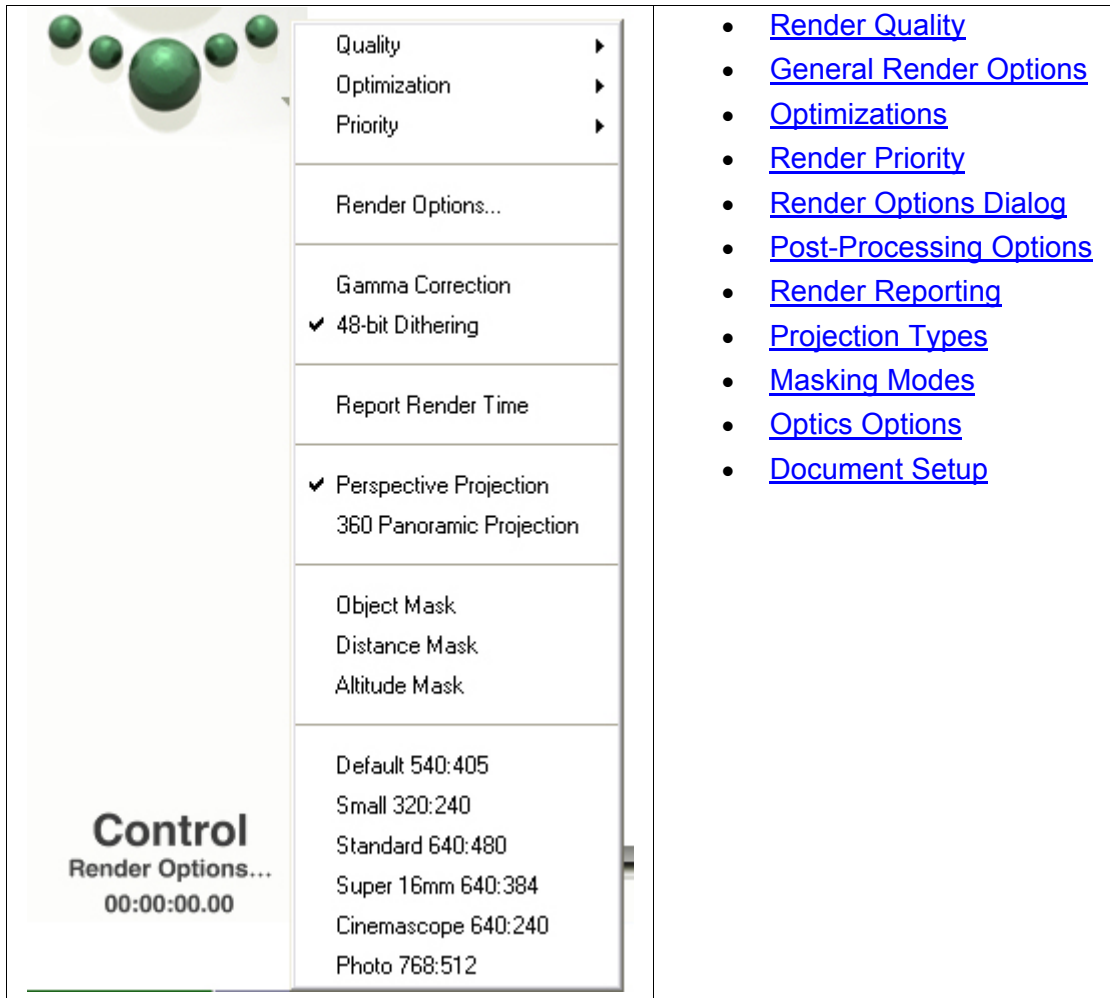 Quality
Optimization
Priority
Render Options...
Gamma Correction
48-bit Dithering
Report Render Time
Perspective Projection
360 Panoramic Projection
Object Mask
Distance Mask
Altitude Mask
Default 540:405
Small 320:240
Standard 640:480
Super 16mm 640:384
Cinemascope 640:240
Photo 768:512
Control
Render Options...
00:00:00.00
Render Quality
General Render Options
Optimizations
Render Priority
Render Options Dialog
Post-Processing Options
Render Reporting
Projection Types
Masking Modes
Optics Options
Document Setup